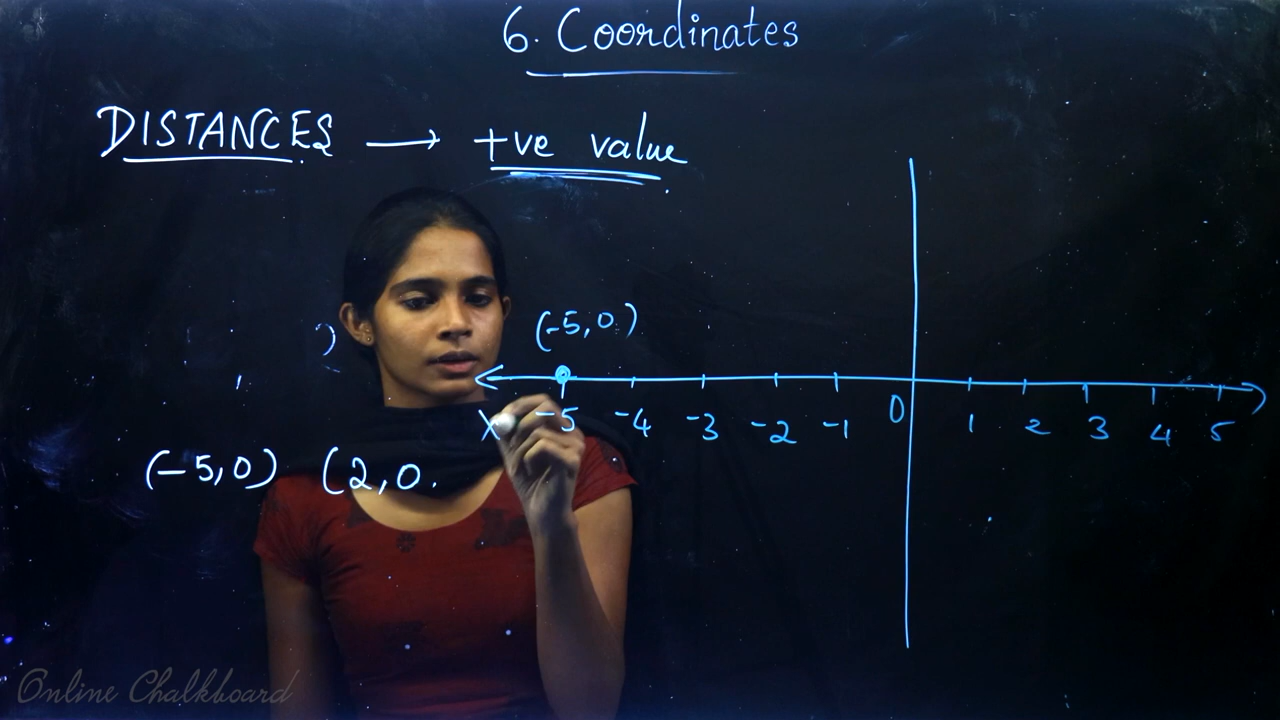 6. Coordinates
DISTANCES → +ve value
, )
(-5,0)
X -5 -4 -3 -2 -1 0 1 2 3 4 5
(-5,0) (2,0.
Online Chalkboard